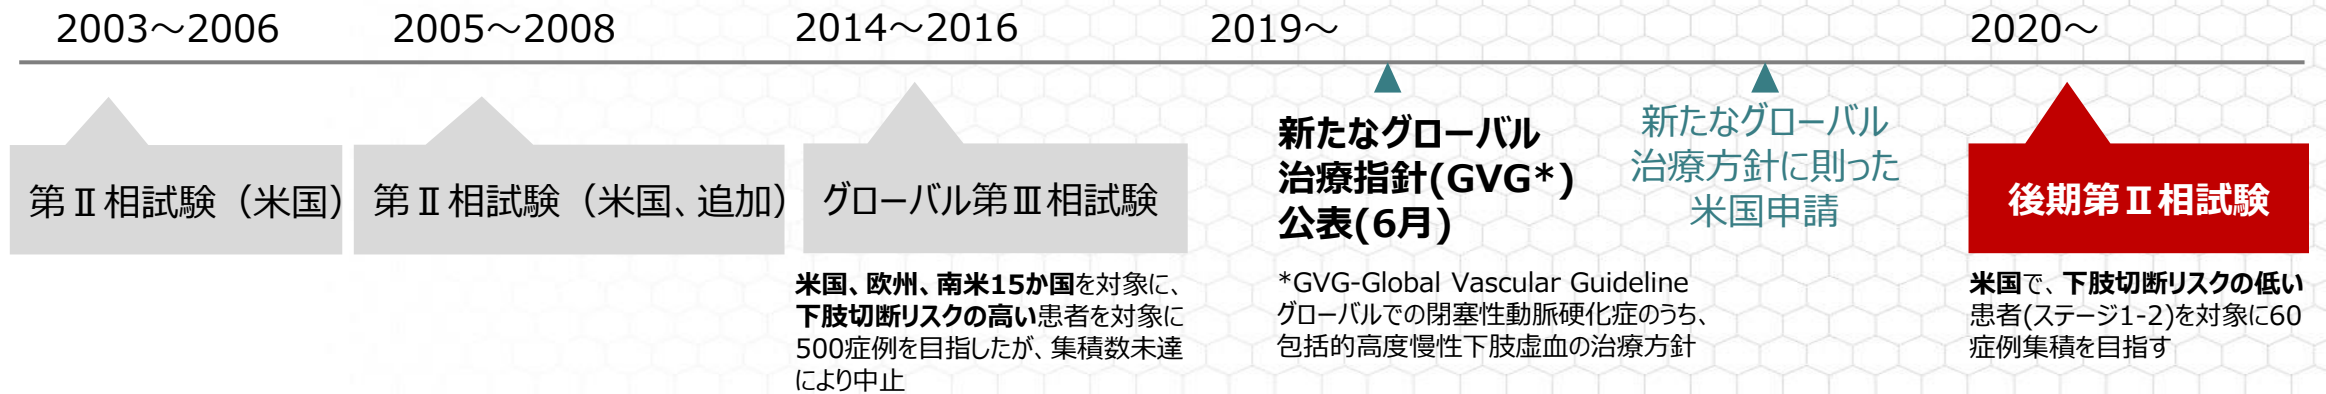 2003～2006
2005～2008
2014～2016
2019～
2020～
第Ⅱ相試験（米国）
第Ⅱ相試験（米国、追加）
グローバル第Ⅲ相試験
米国、欧州、南米15か国を対象に、
下肢切断リスクの高い患者を対象に
500症例を目指したが、集積数未達
により中止
新たなグローバル
治療指針(GVG*)
公表(6月)
*GVG-Global Vascular Guideline
グローバルでの閉塞性動脈硬化症のうち、
包括的高度慢性下肢虚血の治療方針
新たなグローバル
治療方針に則った
米国申請
後期第Ⅱ相試験
米国で、下肢切断リスクの低い
患者(ステージ1-2)を対象に60
症例集積を目指す